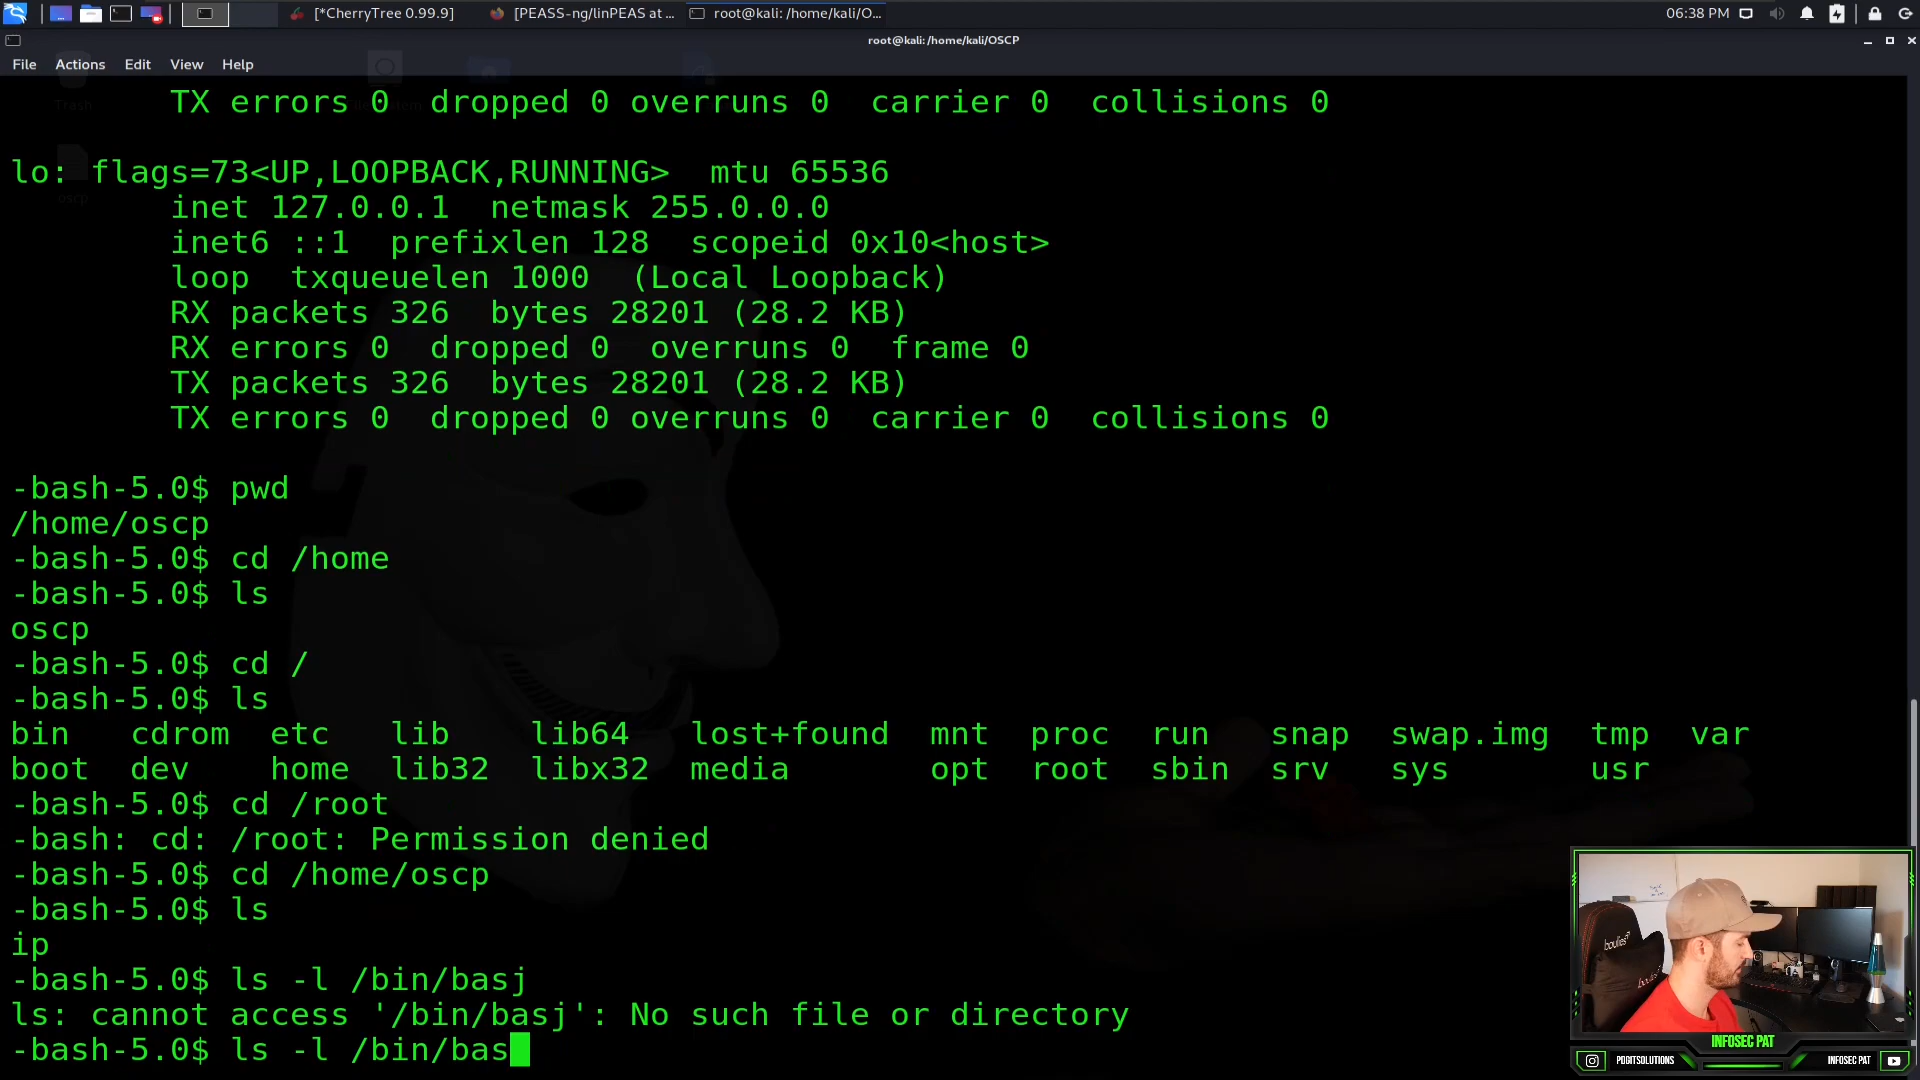 [*CherryTree 0.99.9]
[PEASS-ng/linPEAS at ...
root@kali: /home/kali/O...
06:38 PM
root@kali: /home/kali/OSCP
File Actions Edit View Help
TX errors 0 dropped 0 overruns 0 carrier 0 collisions 0
lo: flags=73<UP,LOOPBACK,RUNNING> mtu 65536
inet 127.0.0.1 netmask 255.0.0.0
inet6 ::1 prefixlen 128 scopeid 0x10<host>
loop txqueuelen 1000 (Local Loopback)
RX packets 326 bytes 28201 (28.2 KB)
RX errors 0 dropped 0 overruns 0 frame 0
TX packets 326 bytes 28201 (28.2 KB)
TX errors 0 dropped 0 overruns 0 carrier 0 collisions 0
-bash-5.0$ pwd
/home/oscp
-bash-5.0$ cd /home
-bash-5.0$ ls
oscp
-bash-5.0$ cd /
-bash-5.0$ ls
bin cdrom etc lib lib64 lost+found mnt proc run snap swap.img tmp var
boot dev home lib32 libx32 media opt root sbin srv sys usr
-bash-5.0$ cd /root
-bash: cd: /root: Permission denied
-bash-5.0$ cd /home/oscp
-bash-5.0$ ls
ip
-bash-5.0$ ls -l /bin/basj
ls: cannot access '/bin/basj': No such file or directory
-bash-5.0$ ls -l /bin/bas
INFOSEC PAT
PDDITSOLUTIONS
INFOSEC PAT